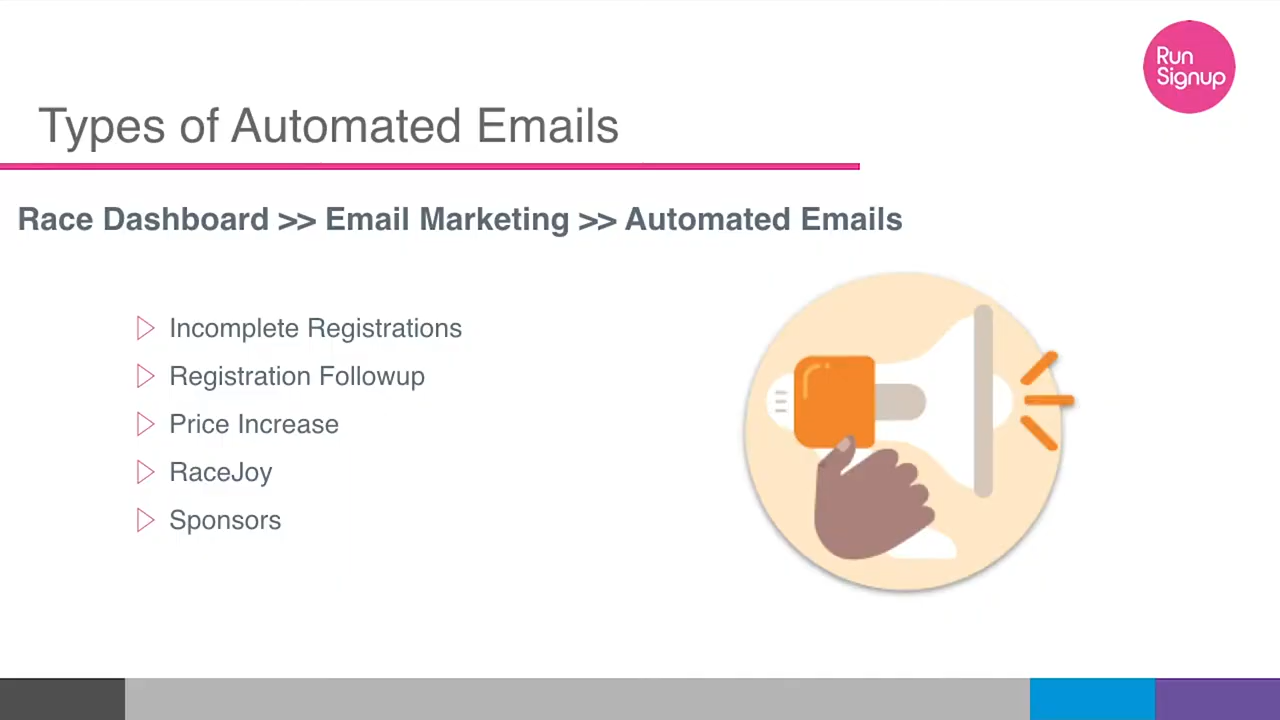 Run
Signup
Types of Automated Emails
Race Dashboard >> Email Marketing >> Automated Emails
Incomplete Registrations
Registration Followup
Price Increase
RaceJoy
Sponsors